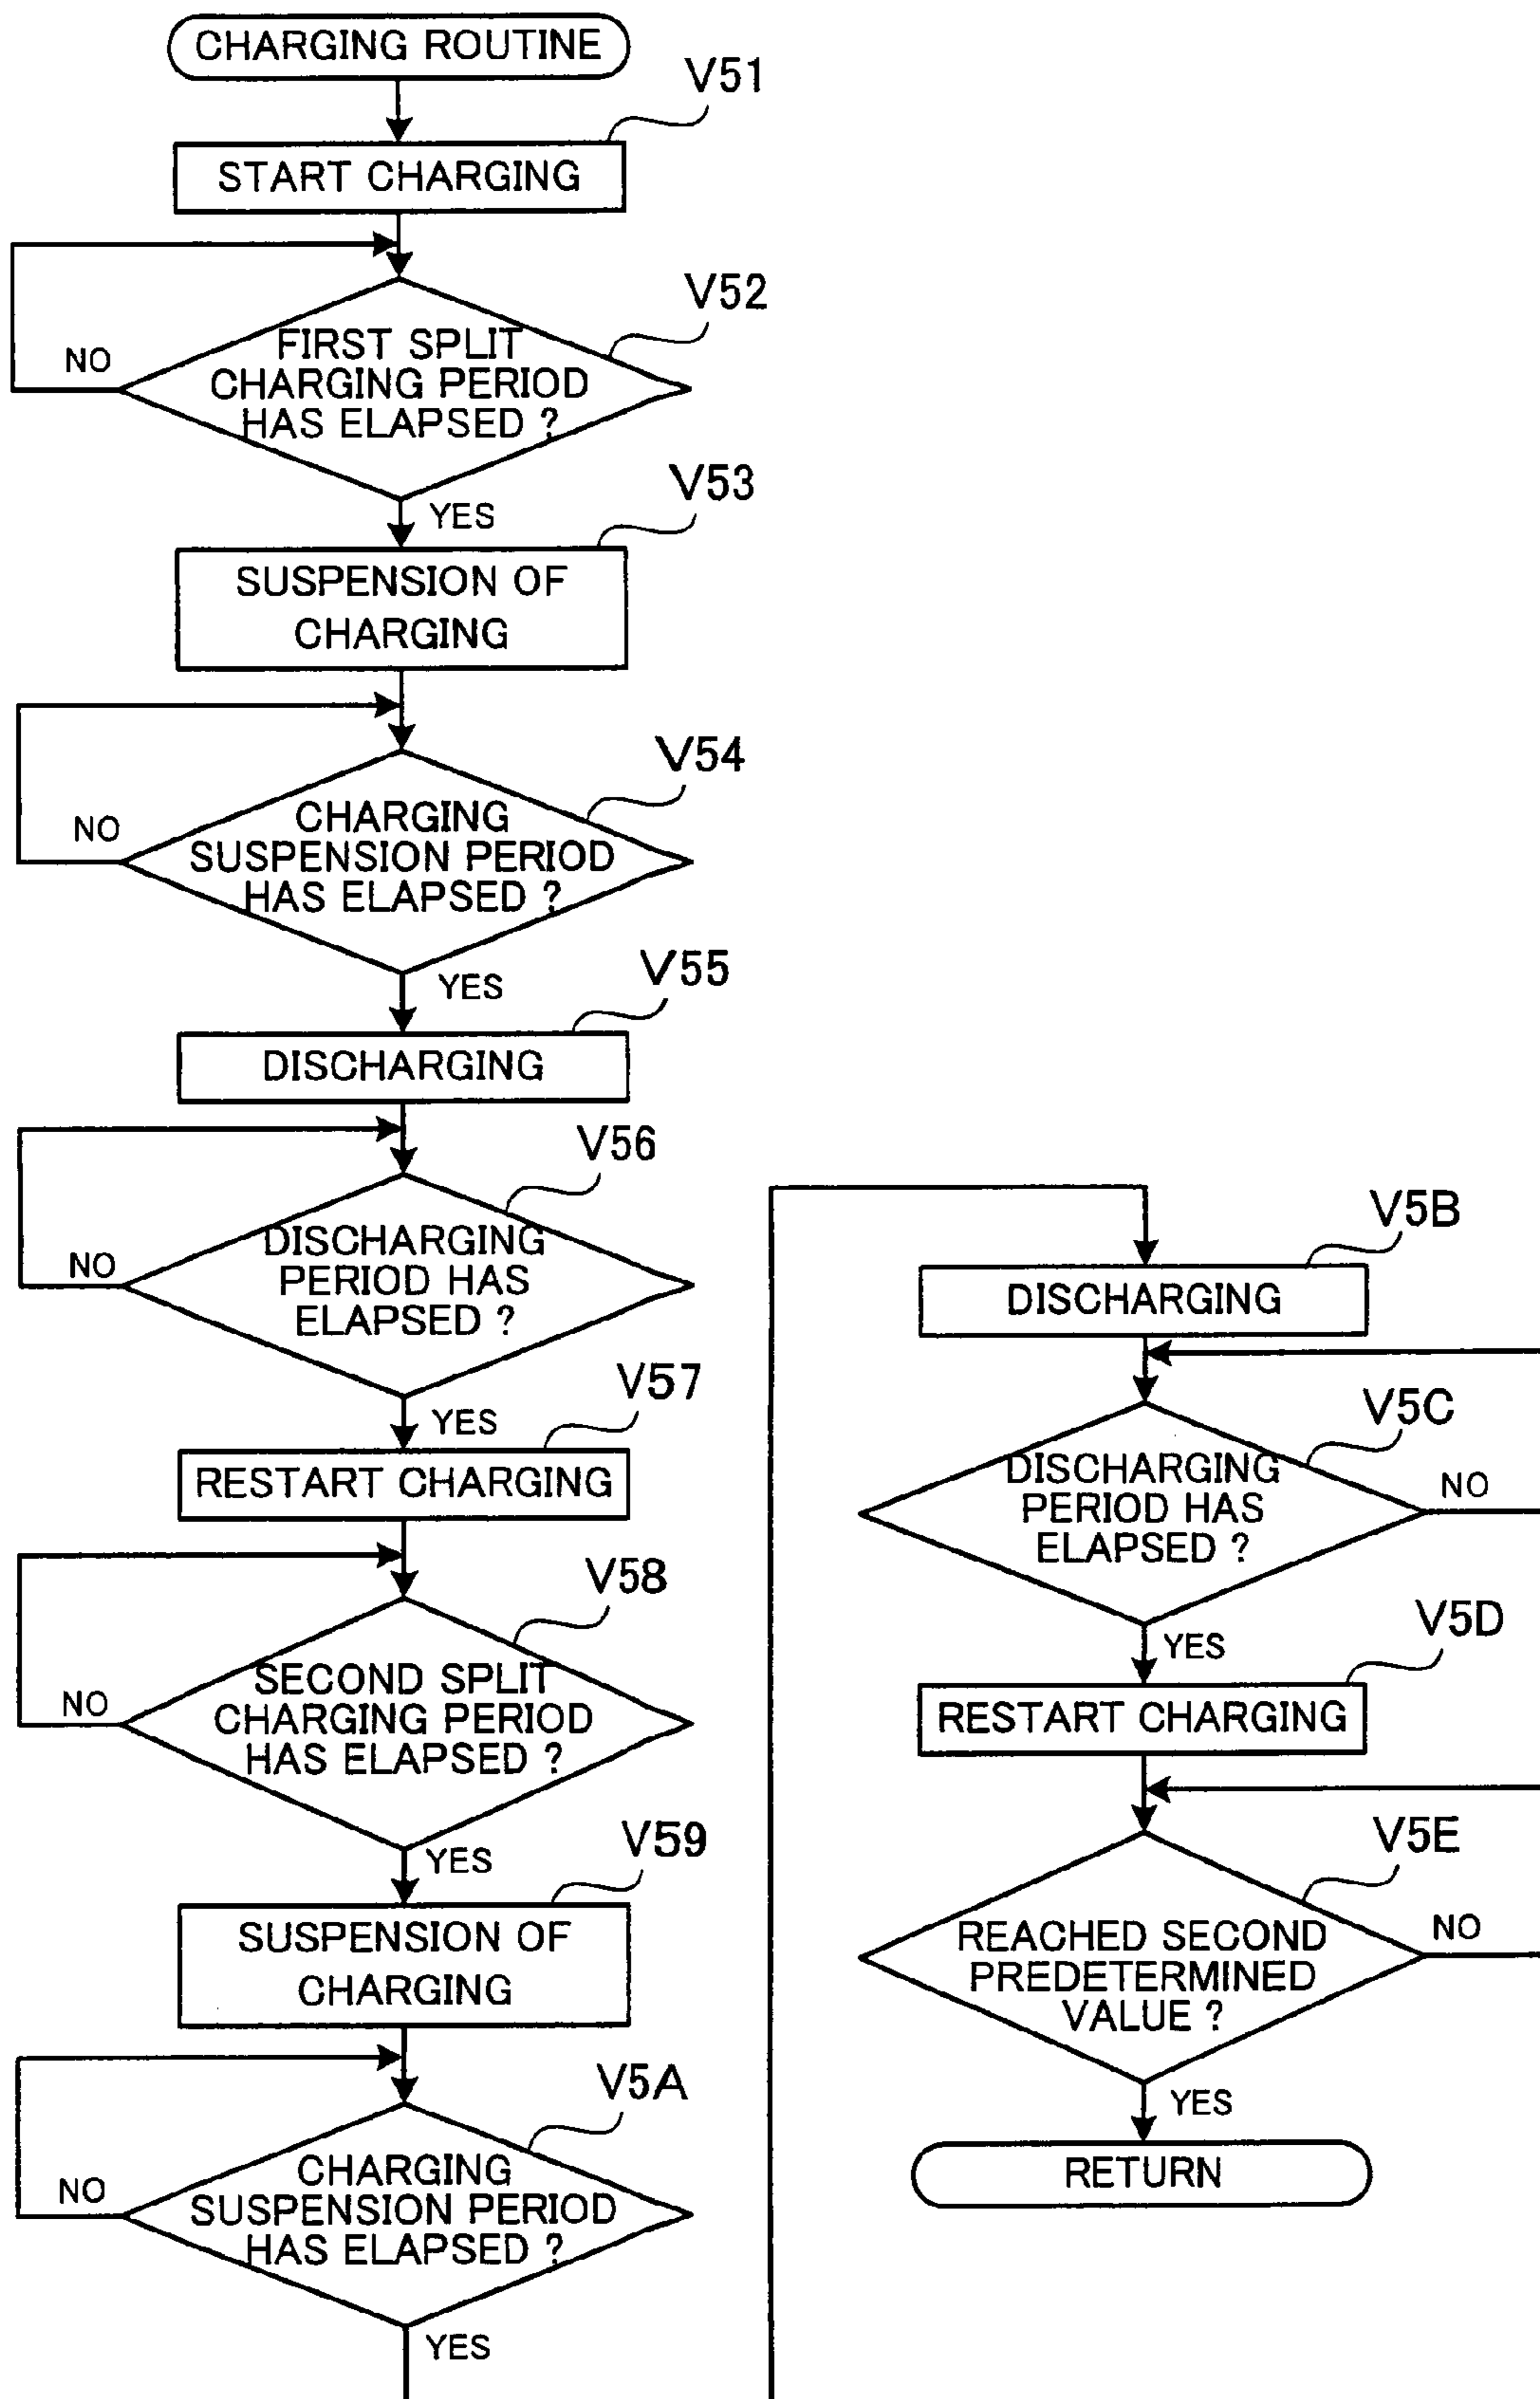 CHARGING ROUTINE
V51
START CHARGING
V52
FIRST SPLIT
CHARGING PERIOD
HAS ELAPSED ?
NO
YES
V53
SUSPENSION OF
CHARGING
V54
CHARGING
SUSPENSION PERIOD
HAS ELAPSED ?
NO
YES
V55
DISCHARGING
V56
DISCHARGING
PERIOD HAS
ELAPSED ?
NO
YES
V57
RESTART CHARGING
V58
SECOND SPLIT
CHARGING PERIOD
HAS ELAPSED ?
NO
YES
V59
SUSPENSION OF
CHARGING
V5A
CHARGING
SUSPENSION PERIOD
HAS ELAPSED ?
NO
YES
V5B
DISCHARGING
V5C
DISCHARGING
PERIOD HAS
ELAPSED ?
NO
YES
V5D
RESTART CHARGING
V5E
REACHED SECOND
PREDETERMINED
VALUE ?
NO
YES
RETURN